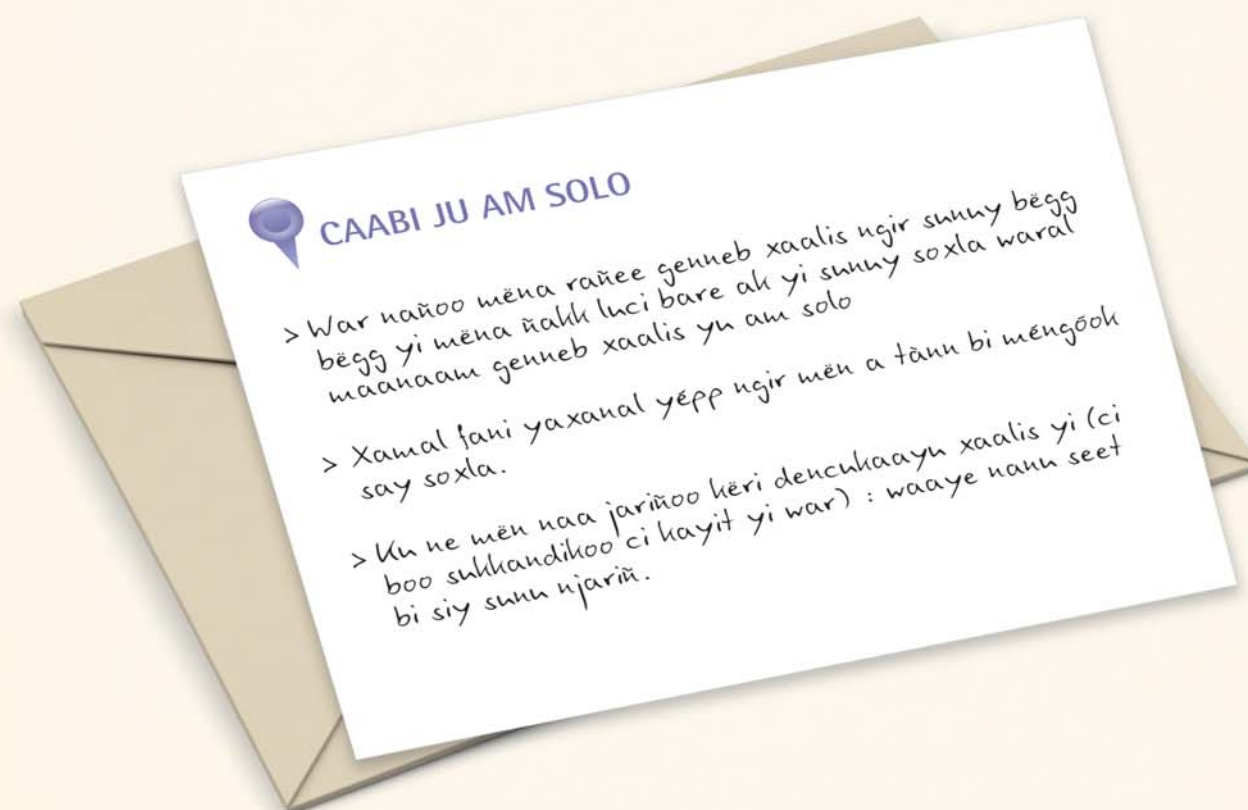 CAABI JU AM SOLO
> War nañoo mëna rañee genneb xaalis ngir sunuy bëgg
bëgg yi mëna ñakk luci bare ak yi sunuy soxla waral
maanaam genneb xaalis yu am solo
> Xamal fani yaxanal yépp ngir mën a tànn bi méngóok
say soxla.
> Ku ne mën naa jariñoo këri dencukaayu xaalis yi (ci
boo sukkandikoo ci kayit yi war) : waaye nanu seet
bi siy sunu njariñ.